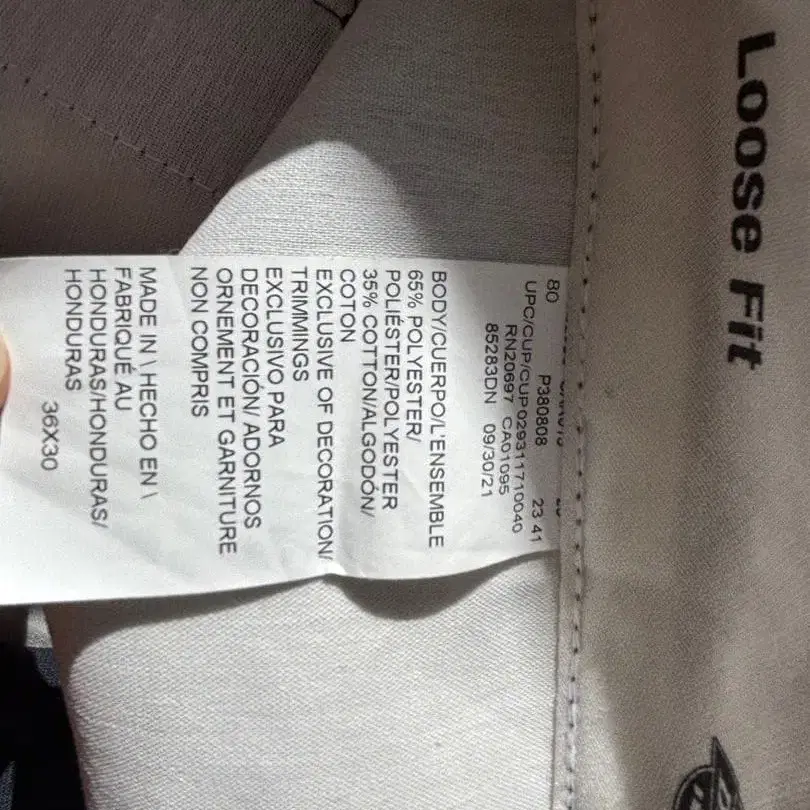 Loose Fit
80 P380808 23 41
UPC/CUP/CUP029311710040
RN20697 CA01095
85283DN 09/30/21
BODY/CUERPO/L'ENSEMBLE
65% POLYESTER/
POLIÉSTER/POLYESTER
35% COTTON/ALGODÓN/
COTON
EXCLUSIVE OF DECORATION/
TRIMMINGS
EXCLUSIVO PARA
DECORACIÓN/ ADORNOS
ORNEMENT ET GARNITURE
NON COMPRIS
MADE IN \ HECHO EN \
FABRIQUÉ AU
HONDURAS/HONDURAS/
HONDURAS
36X30